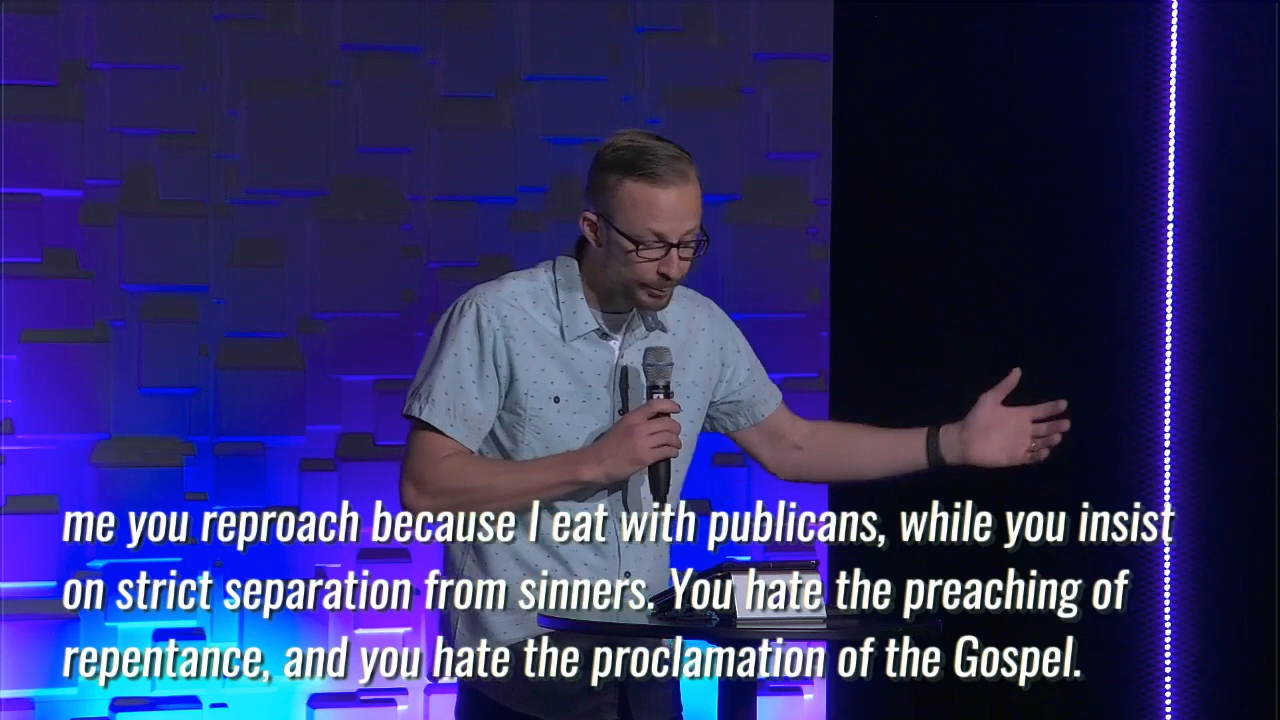 me you reproach because I eat with publicans, while you insist
on strict separation from sinners. You hate the preaching of
repentance, and you hate the proclamation of the Gospel.